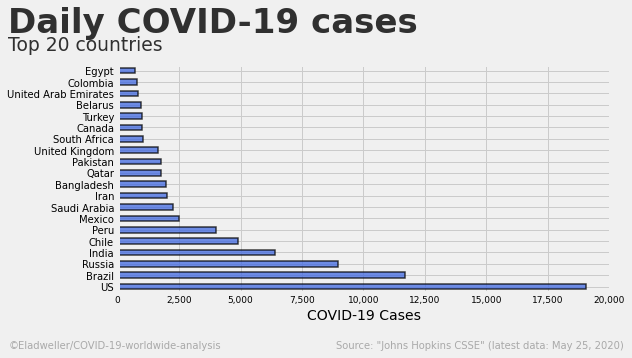 Daily COVID-19 cases
Top 20 countries
Egypt
Colombia
United Arab Emirates
Belarus
Turkey
Canada
South Africa
United Kingdom
Pakistan
Qatar
Bangladesh
Iran
Saudi Arabia
Mexico
Peru
Chile
India
Russia
Brazil
US
0 2,500 5,000 7,500 10,000 12,500 15,000 17,500 20,000
COVID-19 Cases
©Eladweller/COVID-19-worldwide-analysis Source: "Johns Hopkins CSSE" (latest data: May 25, 2020)